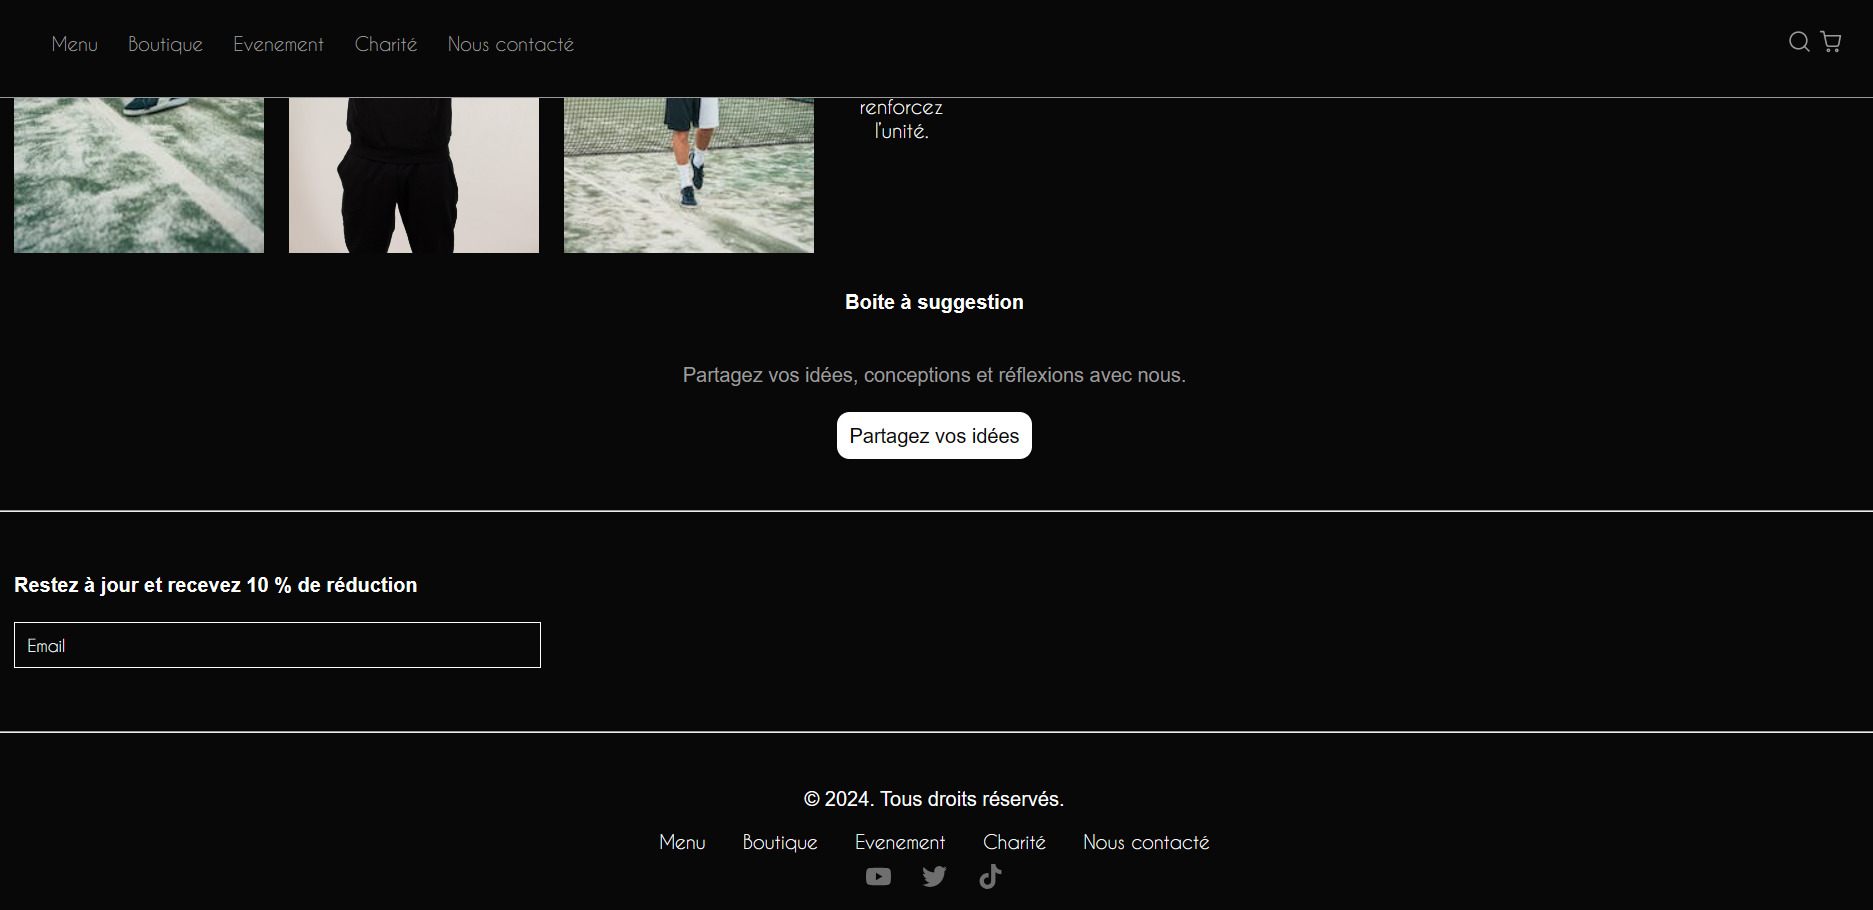 Menu Boutique Evenement Charité Nous contacté
renforcez
l'unité.
Boite à suggestion
Partagez vos idées, conceptions et réflexions avec nous.
Partagez vos idées
Restez à jour et recevez 10 % de réduction
Email
© 2024. Tous droits réservés.
Menu Boutique Evenement Charité Nous contacté